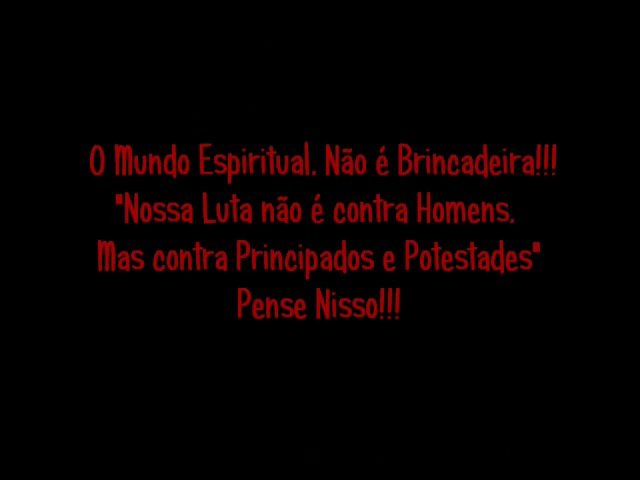 O Mundo Espiritual. Não é Brincadeira!!!
"Nossa Luta não é contra Homens.
Mas contra Principados e Potestades"
Pense Nisso!!!